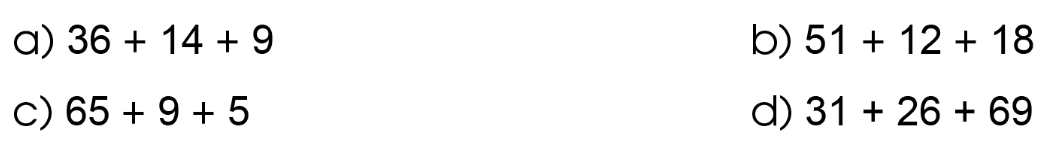 a) 36 + 14 + 9 b) 51 + 12 + 18
c) 65 + 9 + 5 d) 31 + 26 + 69